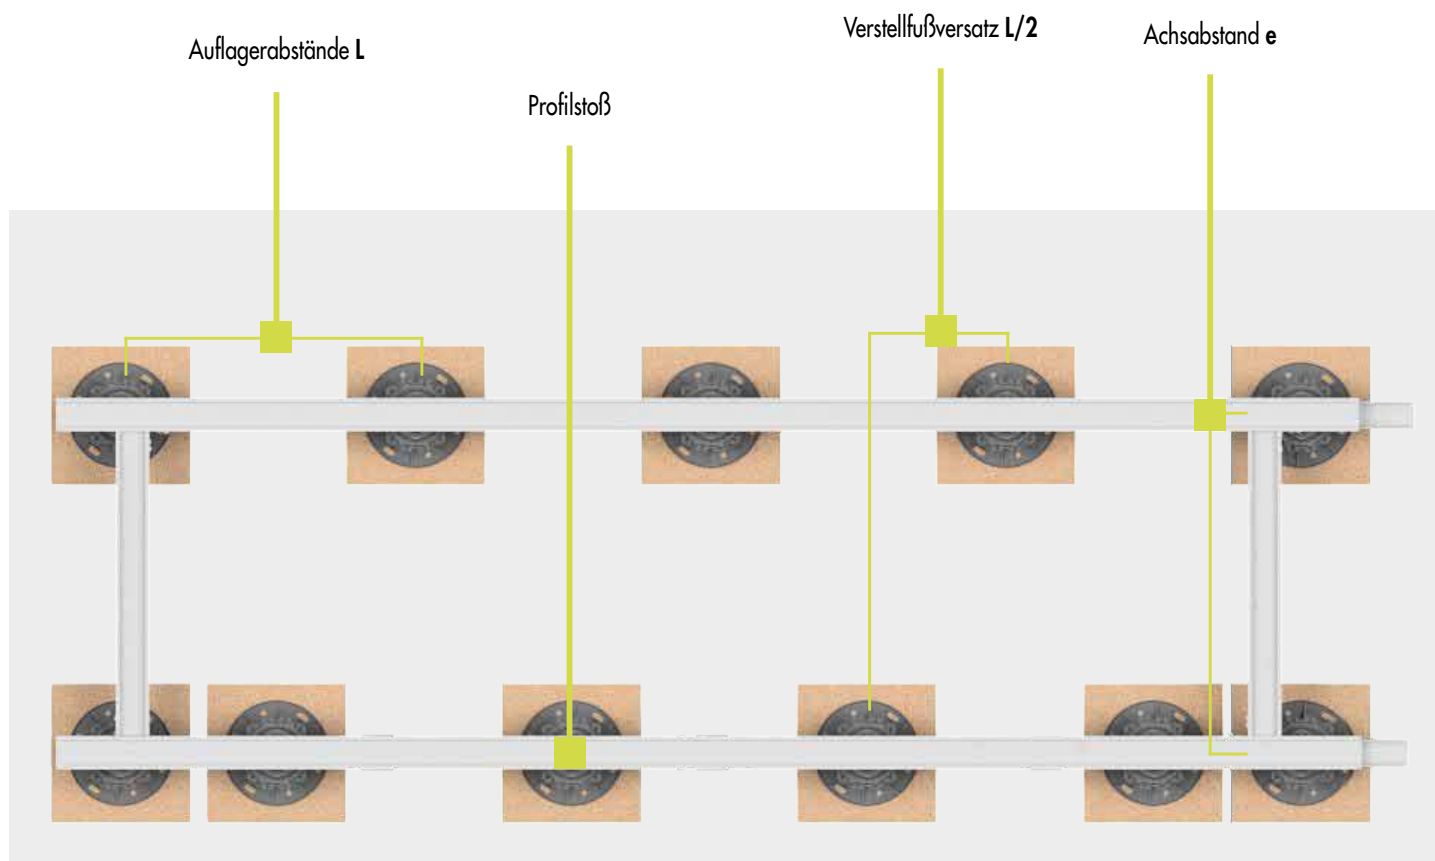 Auflagerabstände L
Profilstoß
Verstellfußversatz L/2
Achsabstand e